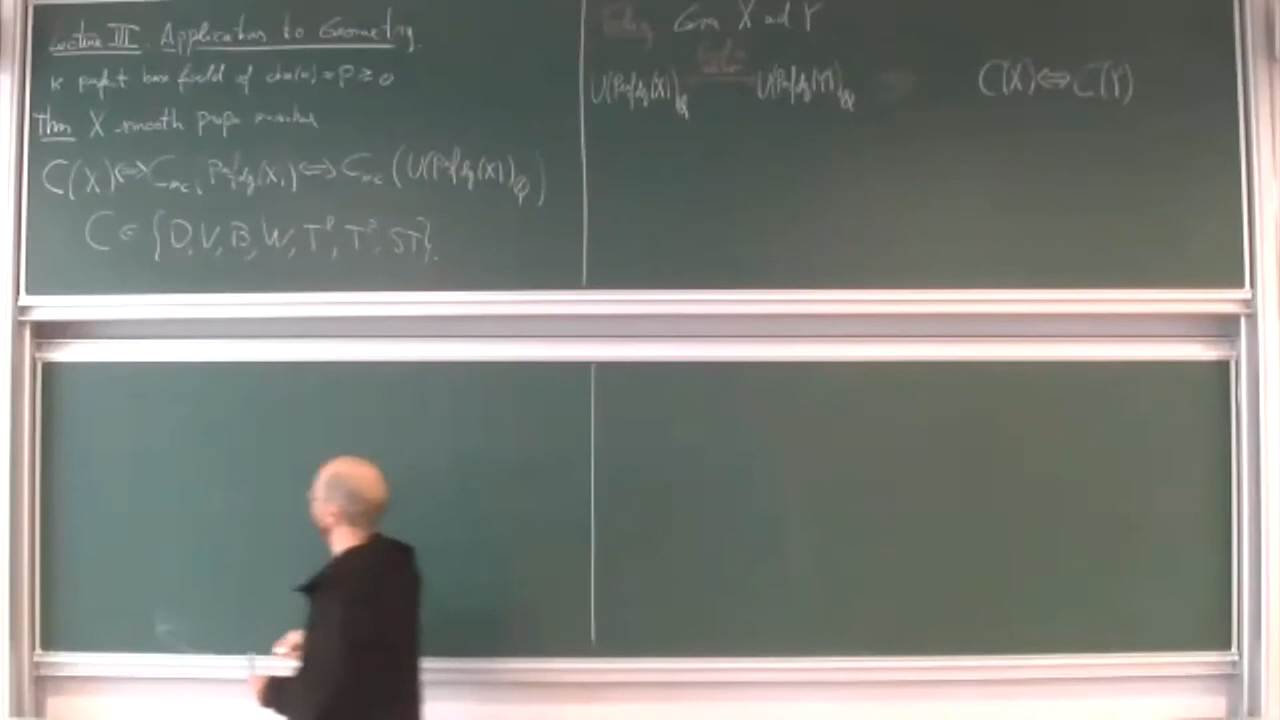 Lecture III. Applications to Geometry.
k perfect base field of char(k) = p ≥ 0
Thm X smooth proper
C(X) ⟺ C_nc(Perf_dg(X)) ⟺ C_nc(U(Perf_dg(X))_Q)
C ∈ {D, V, B, W, T^p, T^2, ST}.
Given X and Y
U(Perf_dg(X))_Q U(Perf_dg(Y))_Q C(X) ⟺ C(Y)